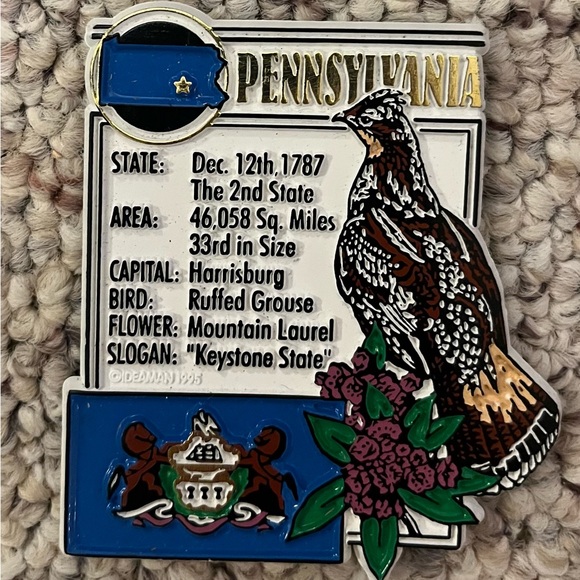 PENNSYLVANIA
STATE: Dec. 12th,1787
The 2nd State
AREA: 46,058 Sq. Miles
33rd in Size
CAPITAL: Harrisburg
BIRD: Ruffed Grouse
FLOWER: Mountain Laurel
SLOGAN: "Keystone State"
©IDEAMAN 1995